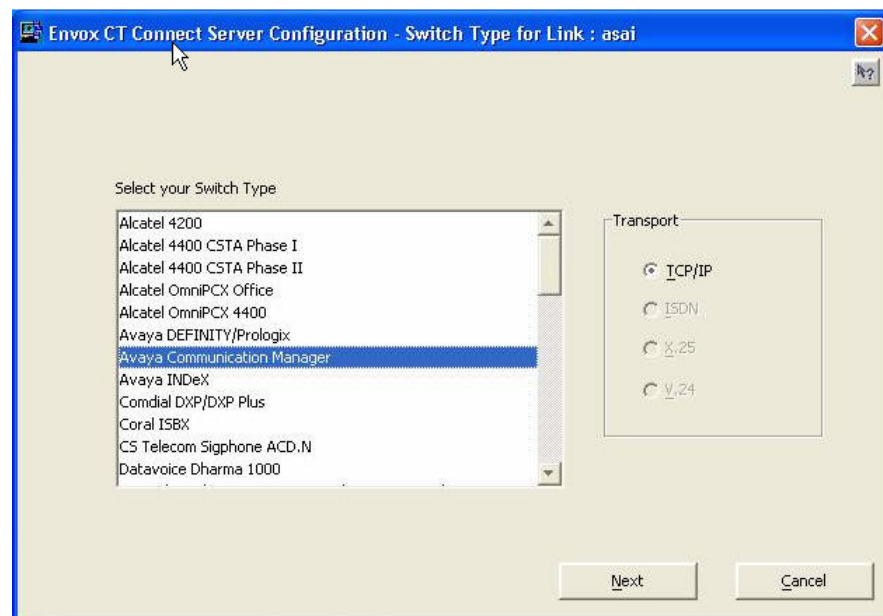 Envox CT Connect Server Configuration - Switch Type for Link : asai
Select your Switch Type
Alcatel 4200
Alcatel 4400 CSTA Phase I
Alcatel 4400 CSTA Phase II
Alcatel OmniPCX Office
Alcatel OmniPCX 4400
Avaya DEFINITY/Prologix
Avaya Communication Manager
Avaya INDeX
Comdial DXP/DXP Plus
Coral ISBX
CS Telecom Sigphone ACD.N
Datavoice Dharma 1000
Transport
TCP/IP
ISDN
X.25
V.24
Next
Cancel